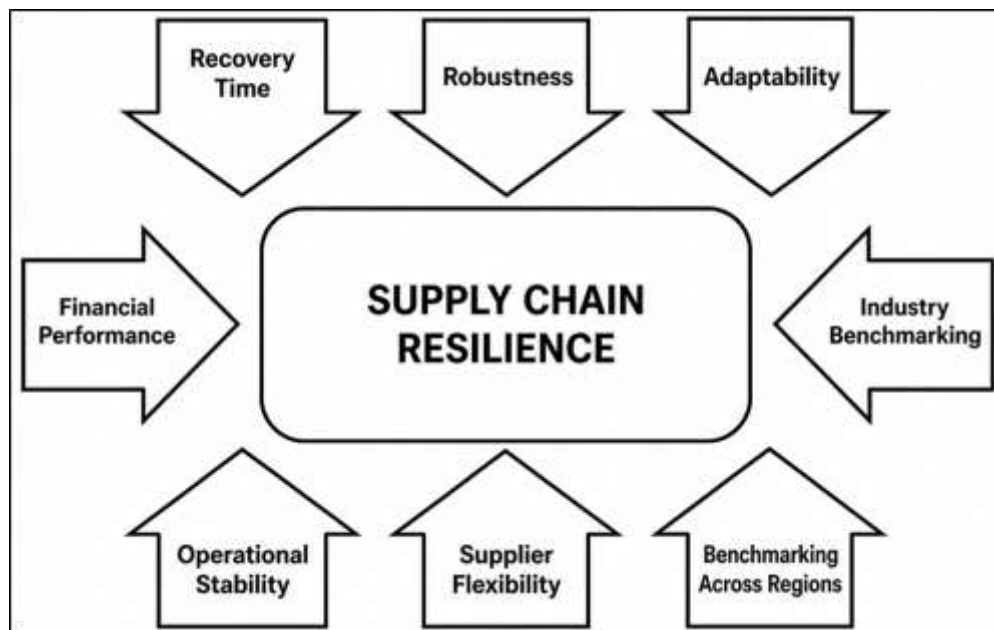 Recovery
Time
Robustness
Adaptability
Financial
Performance
SUPPLY CHAIN
RESILIENCE
Industry
Benchmarking
Operational
Stability
Supplier
Flexibility
Benchmarking
Across Regions